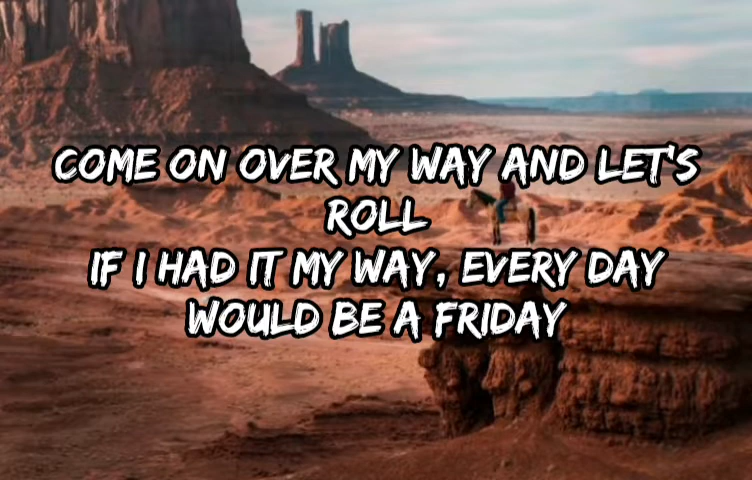 COME ON OVER MY WAY AND LET'S
ROLL
IF I HAD IT MY WAY, EVERY DAY
WOULD BE A FRIDAY